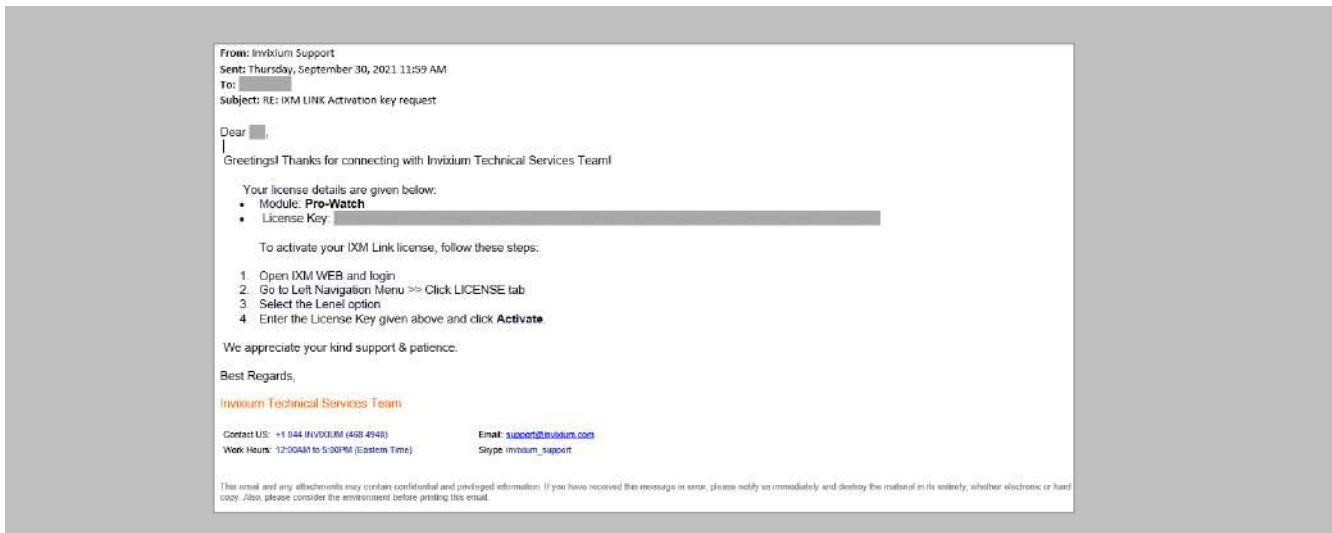 From: Invixium Support
Sent: Thursday, September 30, 2021 11:59 AM
To:
Subject: RE: IXM LINK Activation key request
Dear ,
Greetings! Thanks for connecting with Invixium Technical Services Team!
Your license details are given below:
• Module: Pro-Watch
• License Key:
To activate your IXM Link license, follow these steps:
1. Open IXM WEB and login
2. Go to Left Navigation Menu >> Click LICENSE tab
3. Select the Lenel option
4. Enter the License Key given above and click Activate.
We appreciate your kind support & patience.
Best Regards,
Invixium Technical Services Team
Contact US: +1 844 INVIXIUM (468 4948) Email: support@invixium.com
Work Hours: 12:00AM to 5:00PM (Eastern Time) Skype invixium_support
This email and any attachments may contain confidential and privileged information. If you have received this message in error, please notify us immediately and destroy the material in its entirety, whether electronic or hard
copy. Also, please consider the environment before printing this email.